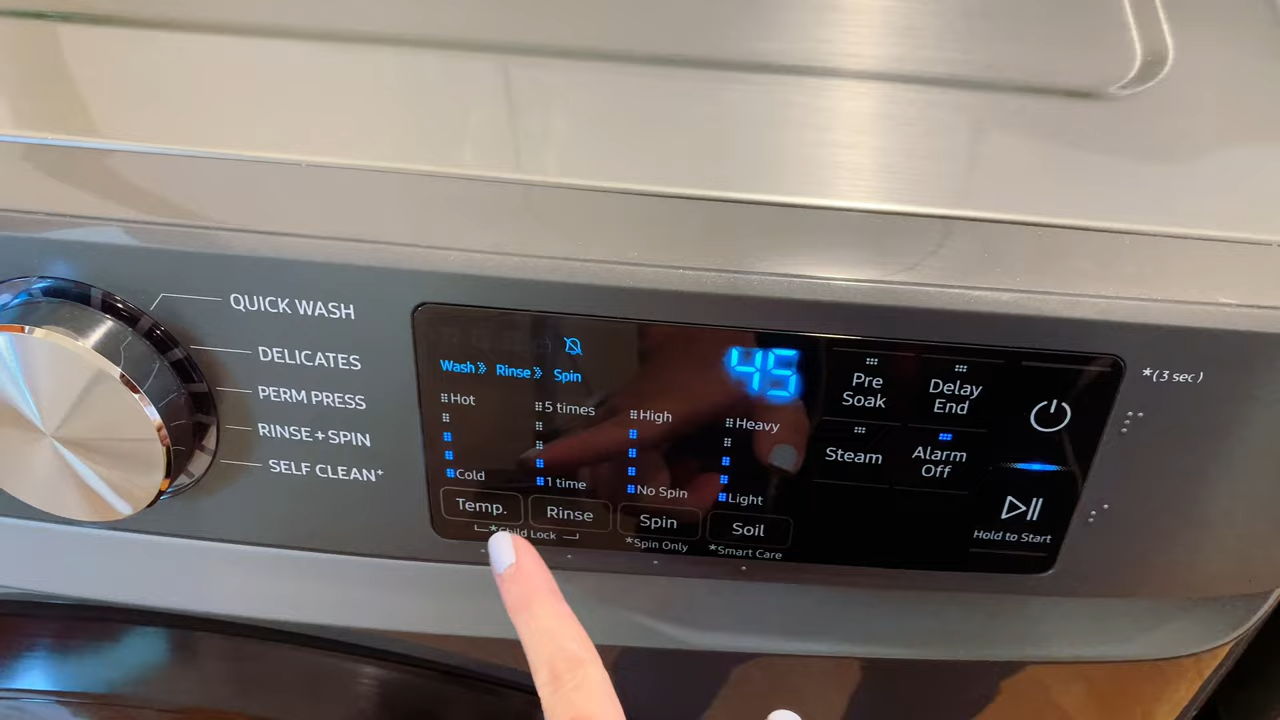 QUICK WASH
DELICATES
PERM PRESS
RINSE+SPIN
SELF CLEAN+
Wash Rinse Spin
45
Hot
Cold
5 times
1 time
High
No Spin
Heavy
Light
Temp.
Rinse
Spin
Soil
*Child Lock
*Spin Only
*Smart Care
Pre
Soak
Delay
End
Steam
Alarm
Off
Hold to Start
*(3 sec)